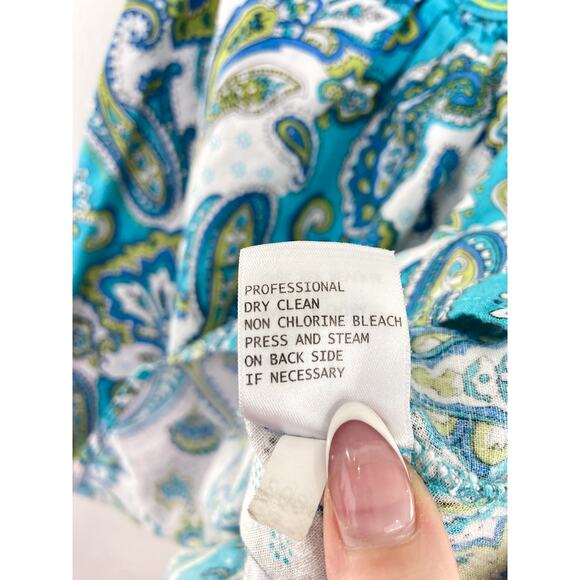 PROFESSIONAL
DRY CLEAN
NON CHLORINE BLEACH
PRESS AND STEAM
ON BACK SIDE
IF NECESSARY